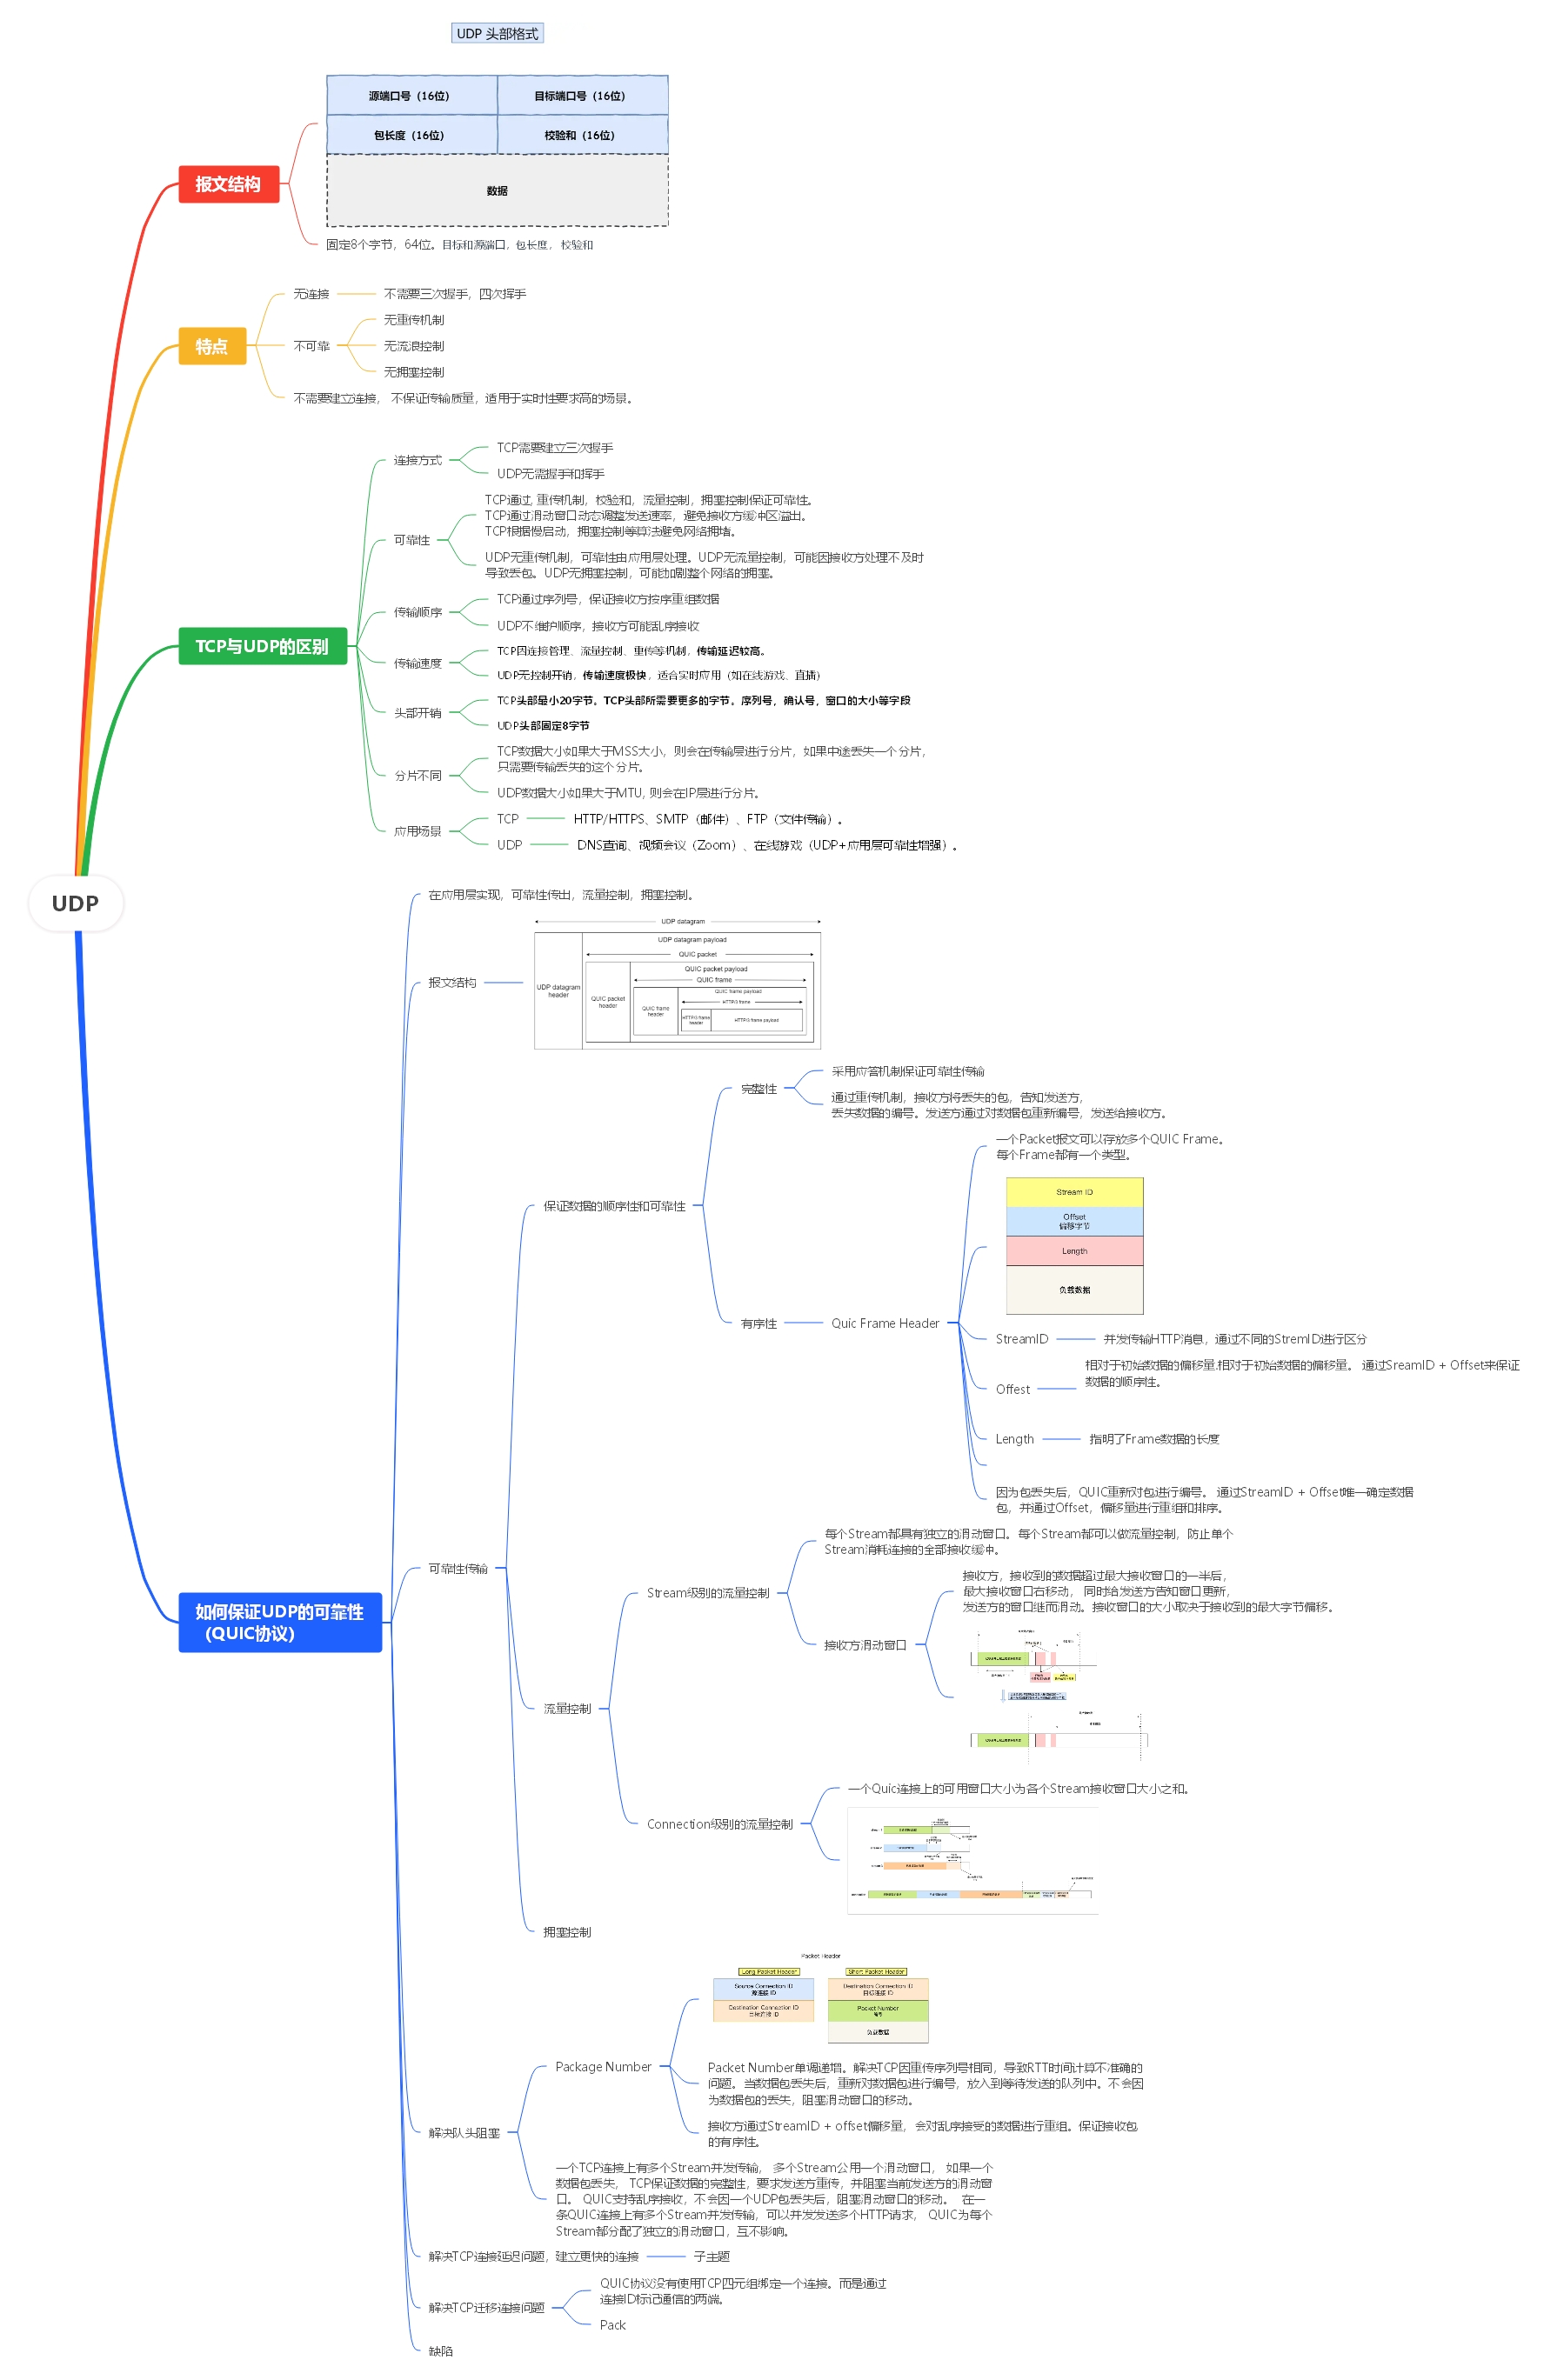 UDP 头部格式
源端口号（16位）
目标端口号（16位）
包长度（16位）
校验和（16位）
数据
报文结构
固定8个字节，64位。目标和源端口，包长度， 校验和
无连接
不需要三次握手，四次挥手
无重传机制
特点
不可靠
无流浪控制
无拥塞控制
不需要建立连接， 不保证传输质量，适用于实时性要求高的场景。
连接方式
TCP需要建立三次握手
UDP无需握手和挥手
可靠性
TCP通过, 重传机制，校验和，流量控制，拥塞控制保证可靠性。
TCP通过滑动窗口动态调整发送速率，避免接收方缓冲区溢出。
TCP根据慢启动，拥塞控制等算法避免网络拥堵。
UDP无重传机制，可靠性由应用层处理。UDP无流量控制，可能因接收方处理不及时
导致丢包。UDP无拥塞控制，可能加剧整个网络的拥塞。
传输顺序
TCP通过序列号，保证接收方按序重组数据
UDP不维护顺序，接收方可能乱序接收
TCP与UDP的区别
传输速度
TCP因连接管理、流量控制、重传等机制，传输延迟较高。
UDP无控制开销，传输速度极快，适合实时应用（如在线游戏、直播）
头部开销
TCP头部最小20字节。TCP头部所需要更多的字节。序列号，确认号，窗口的大小等字段
UDP头部固定8字节
分片不同
TCP数据大小如果大于MSS大小，则会在传输层进行分片，如果中途丢失一个分片，
只需要传输丢失的这个分片。
UDP数据大小如果大于MTU, 则会在IP层进行分片。
应用场景
TCP
HTTP/HTTPS、SMTP（邮件）、FTP（文件传输）。
UDP
DNS查询、视频会议（Zoom）、在线游戏（UDP+应用层可靠性增强）。
UDP
在应用层实现，可靠性传出，流量控制，拥塞控制。
报文结构
UDP datagram
UDP datagram payload
QUIC packet
UDP datagram
header
QUIC packet payload
QUIC frame
QUIC packet
header
QUIC frame payload
HTTP/3 frame
QUIC frame
header
HTTP/3 frame
header
HTTP/3 frame payload
完整性
采用应答机制保证可靠性传输
通过重传机制，接收方将丢失的包，告知发送方，
丢失数据的编号。发送方通过对数据包重新编号，发送给接收方。
保证数据的顺序性和可靠性
一个Packet报文可以存放多个QUIC Frame。
每个Frame都有一个类型。
Stream ID
Offset
偏移字节
Length
负载数据
有序性
Quic Frame Header
StreamID
并发传输HTTP消息，通过不同的StremID进行区分
Offest
相对于初始数据的偏移量.相对于初始数据的偏移量。 通过SreamID + Offset来保证
数据的顺序性。
Length
指明了Frame数据的长度
因为包丢失后，QUIC重新对包进行编号。 通过StreamID + Offset唯一确定数据
包，并通过Offset，偏移量进行重组和排序。
可靠性传输
如何保证UDP的可靠性
（QUIC协议）
流量控制
Stream级别的流量控制
每个Stream都具有独立的滑动窗口。每个Stream都可以做流量控制，防止单个
Stream消耗连接的全部接收缓冲。
接收方滑动窗口
接收方，接收到的数据超过最大接收窗口的一半后，
最大接收窗口右移动， 同时给发送方告知窗口更新，
发送方的窗口继而滑动。接收窗口的大小取决于接收到的最大字节偏移。
Connection级别的流量控制
一个Quic连接上的可用窗口大小为各个Stream接收窗口大小之和。
拥塞控制
Packet Header
Long Packet Header
Short Packet Header
Source Connection ID
源连接 ID
Destination Connection ID
目标连接 ID
Destination Connection ID
目标连接 ID
Packet Number
编号
负载数据
Package Number
Packet Number单调递增。解决TCP因重传序列号相同，导致RTT时间计算不准确的
问题。当数据包丢失后，重新对数据包进行编号，放入到等待发送的队列中。不会因
为数据包的丢失，阻塞滑动窗口的移动。
接收方通过StreamID + offset偏移量，会对乱序接受的数据进行重组。保证接收包
的有序性。
解决队头阻塞
一个TCP连接上有多个Stream并发传输， 多个Stream公用一个滑动窗口， 如果一个
数据包丢失， TCP保证数据的完整性，要求发送方重传，并阻塞当前发送方的滑动窗
口。 QUIC支持乱序接收，不会因一个UDP包丢失后，阻塞滑动窗口的移动。 在一
条QUIC连接上有多个Stream并发传输，可以并发发送多个HTTP请求， QUIC为每个
Stream都分配了独立的滑动窗口，互不影响。
解决TCP连接延迟问题，建立更快的连接
子主题
解决TCP迁移连接问题
QUIC协议没有使用TCP四元组绑定一个连接。而是通过
连接ID标记通信的两端。
Pack
缺陷